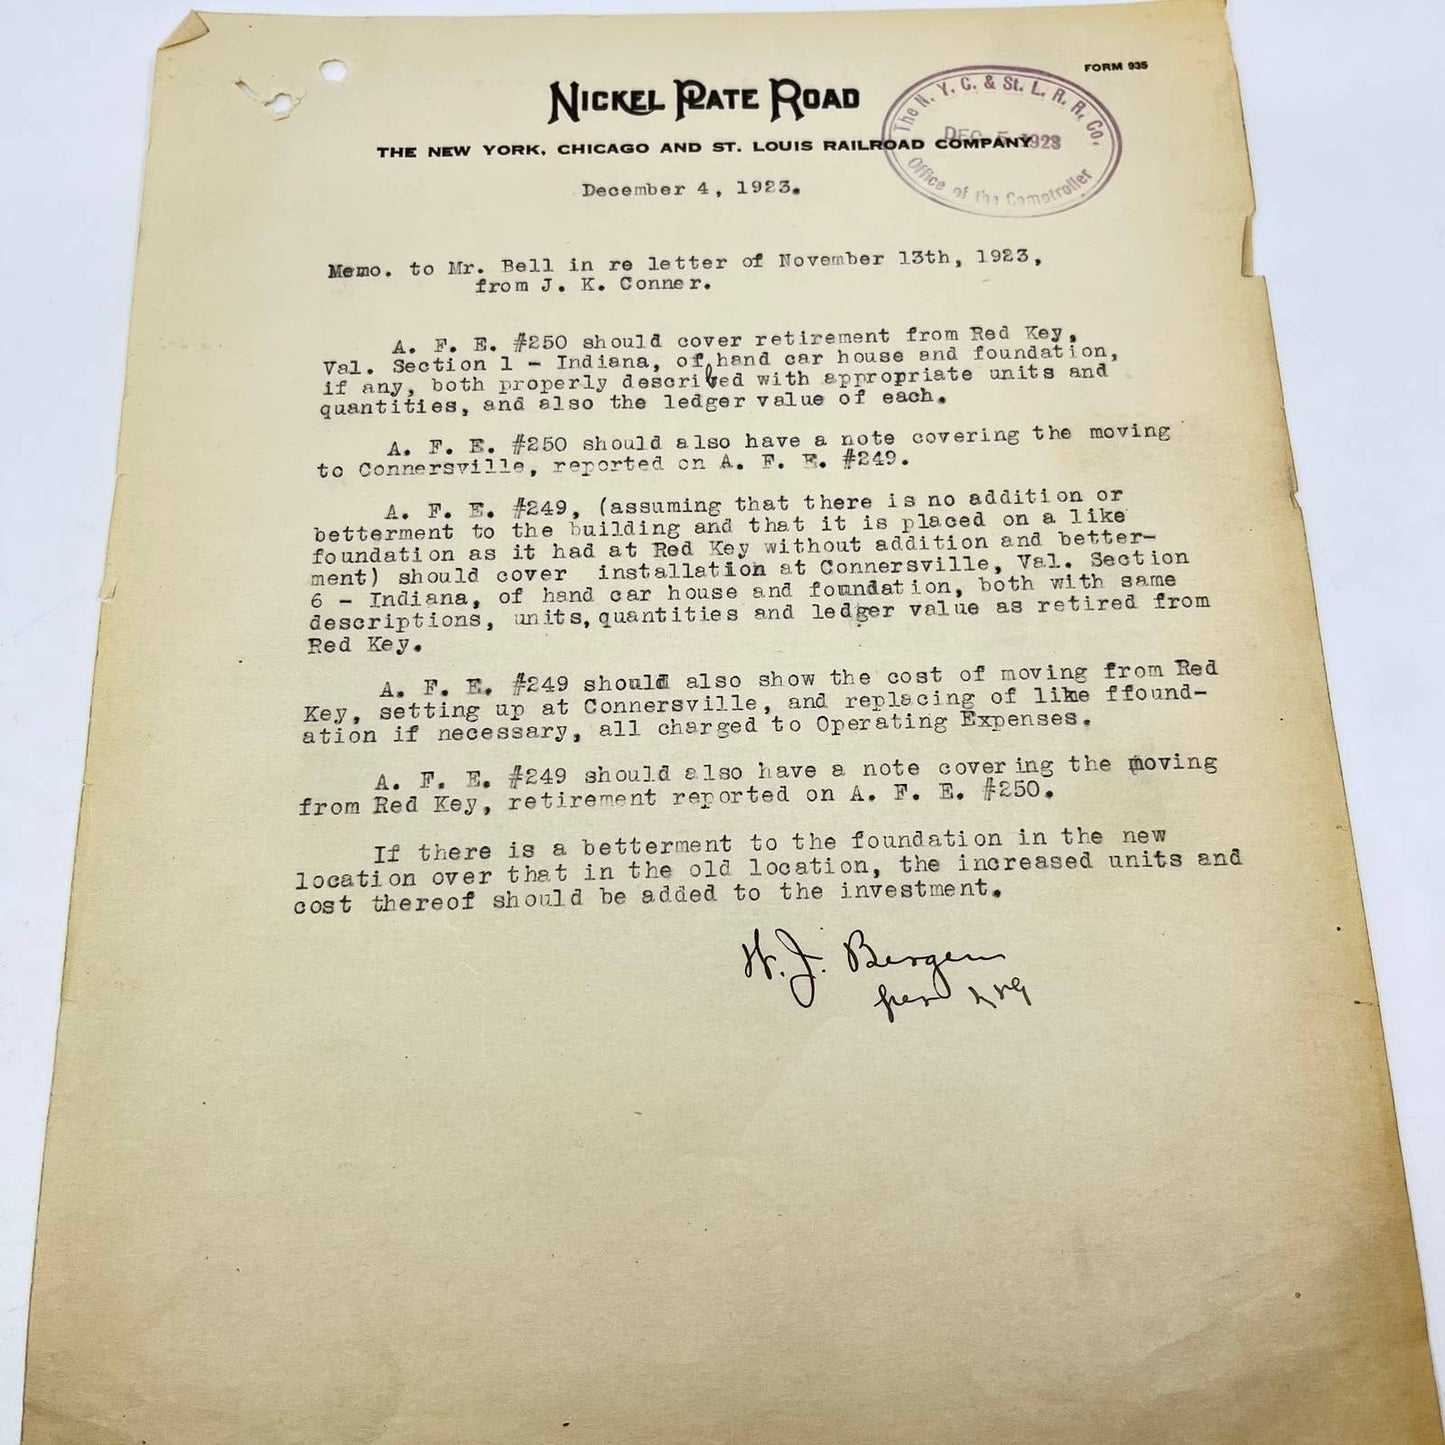 FORM 935
NICKEL PLATE ROAD
The N. Y. C. & St. L. R. R. Co.
DEC 5 1923
Office of the Comptroller
THE NEW YORK, CHICAGO AND ST. LOUIS RAILROAD COMPANY
December 4, 1923.
Memo. to Mr. Bell in re letter of November 13th, 1923,
from J. K. Conner.
A. F. E. #250 should cover retirement from Red Key,
Val. Section 1 - Indiana, of hand car house and foundation,
if any, both properly described with appropriate units and
quantities, and also the ledger value of each.
A. F. E. #250 should also have a note covering the moving
to Connersville, reported on A. F. E. #249.
A. F. E. #249, (assuming that there is no addition or
betterment to the building and that it is placed on a like
foundation as it had at Red Key without addition and better-
ment) should cover installation at Connersville, Val. Section
6 - Indiana, of hand car house and foundation, both with same
descriptions, units, quantities and ledger value as retired from
Red Key.
A. F. E. #249 should also show the cost of moving from Red
Key, setting up at Connersville, and replacing of like ffound-
ation if necessary, all charged to Operating Expenses.
A. F. E. #249 should also have a note covering the moving
from Red Key, retirement reported on A. F. E. #250.
If there is a betterment to the foundation in the new
location over that in the old location, the increased units and
cost thereof should be added to the investment.
W. J. Bergen
per